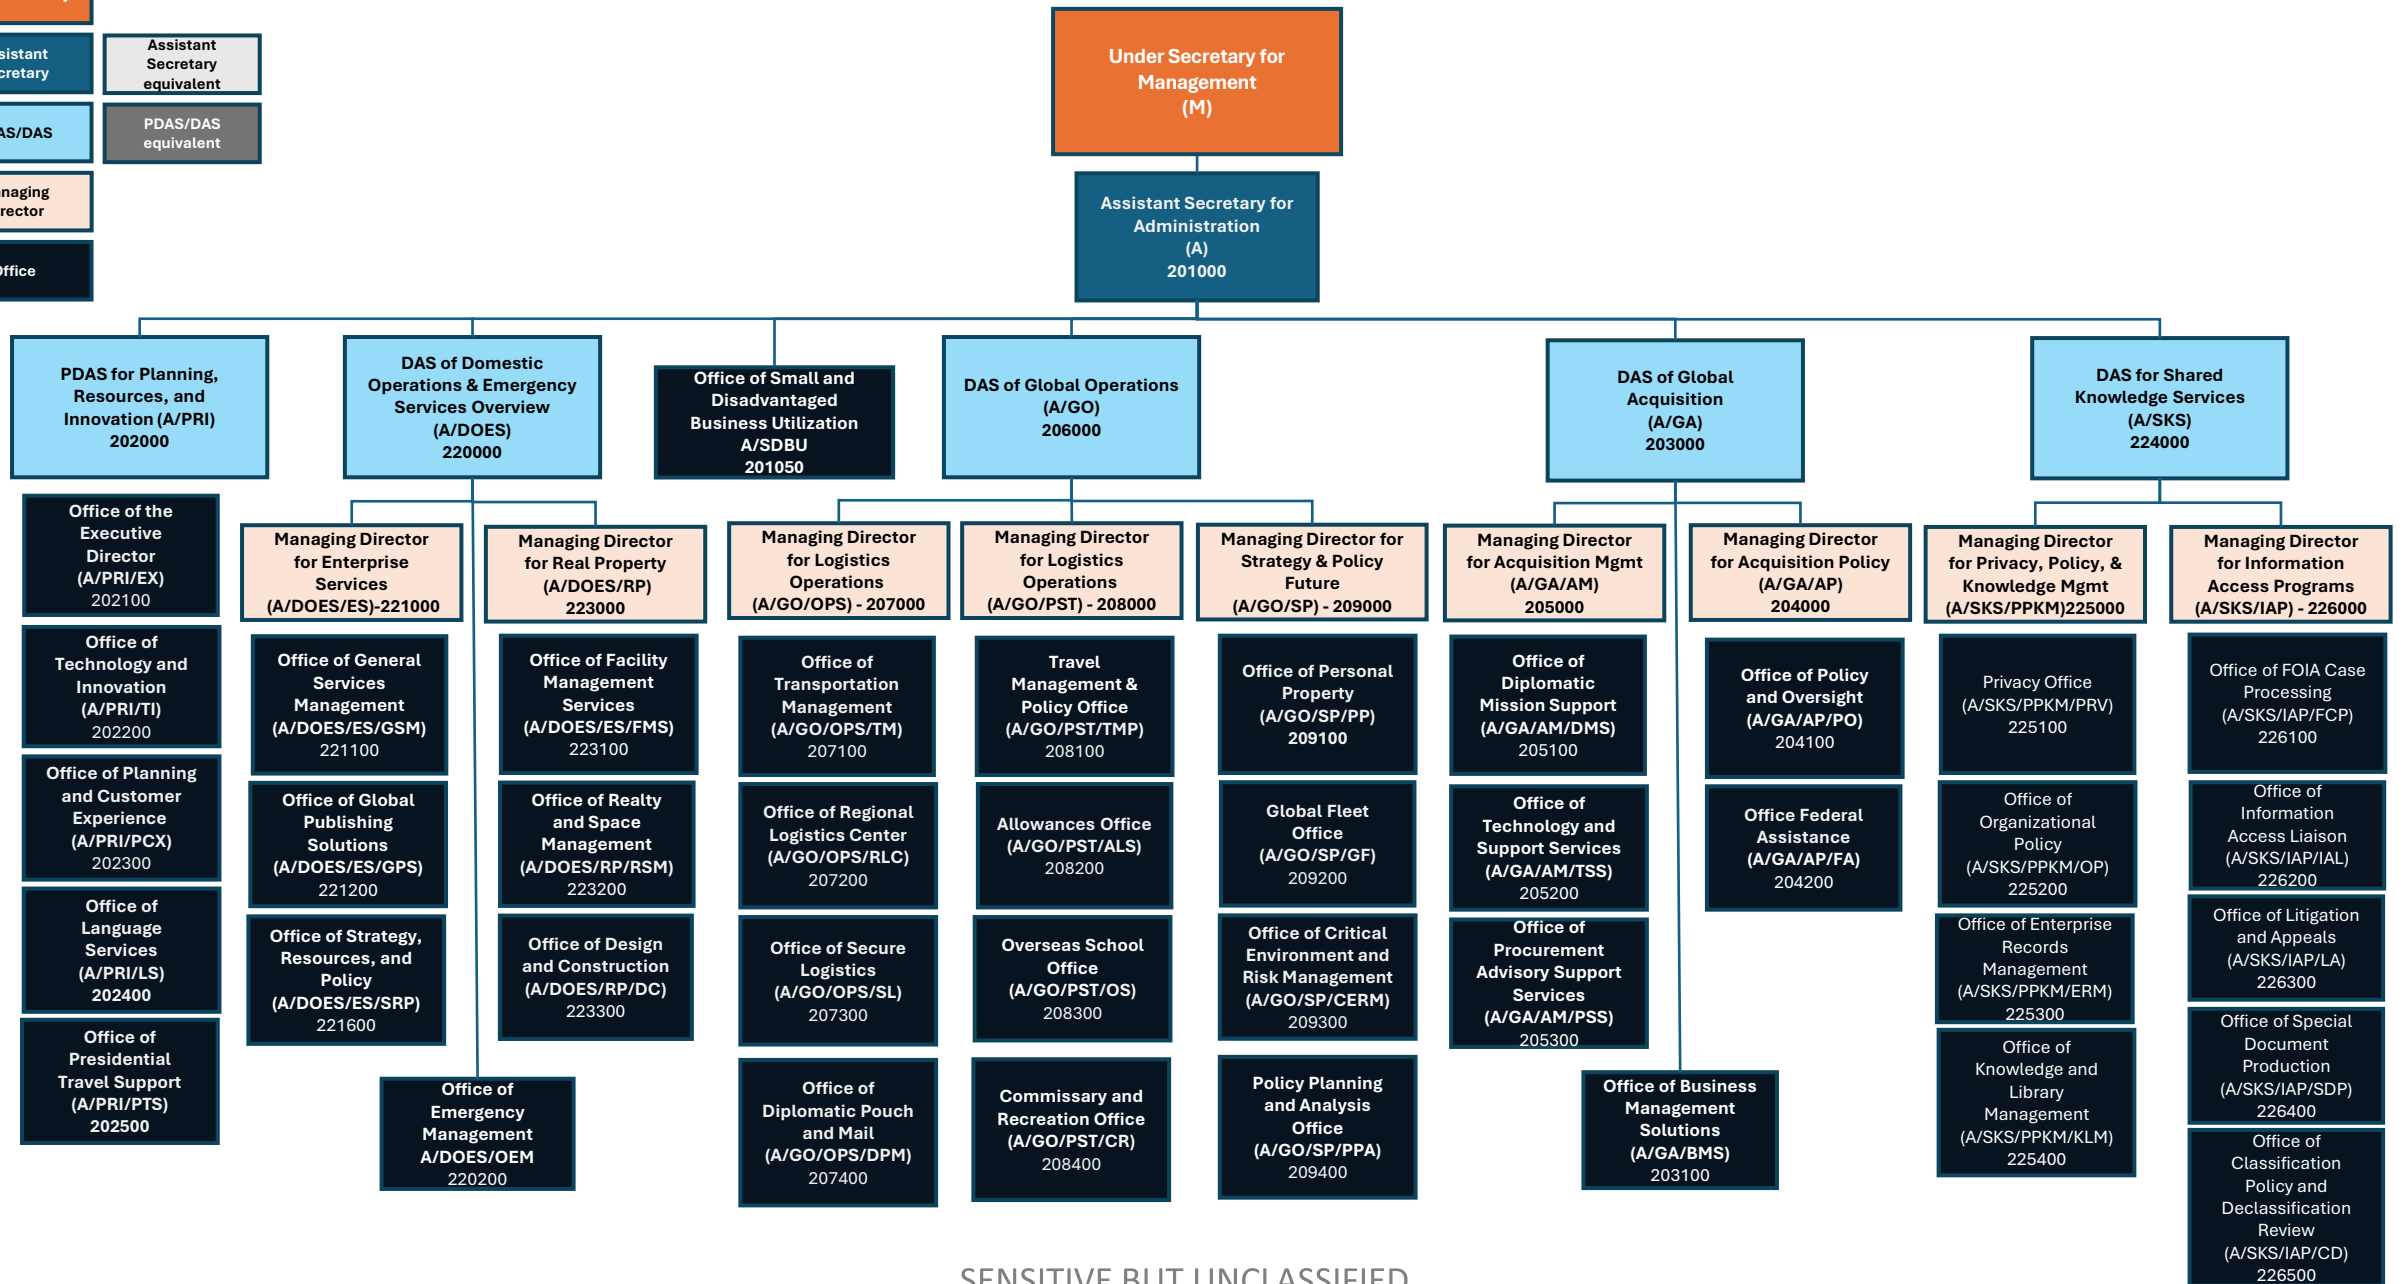 sistant
cretary
Assistant
Secretary
equivalent
AS/DAS
PDAS/DAS
equivalent
naging
rector
Office
Under Secretary for
Management
(M)
Assistant Secretary for
Administration
(A)
201000
PDAS for Planning,
Resources, and
Innovation (A/PRI)
202000
DAS of Domestic
Operations & Emergency
Services Overview
(A/DOES)
220000
Office of Small and
Disadvantaged
Business Utilization
A/SDBU
201050
DAS of Global Operations
(A/GO)
206000
DAS of Global
Acquisition
(A/GA)
203000
DAS for Shared
Knowledge Services
(A/SKS)
224000
Office of the
Executive
Director
(A/PRI/EX)
202100
Office of
Technology and
Innovation
(A/PRI/TI)
202200
Office of Planning
and Customer
Experience
(A/PRI/PCX)
202300
Office of
Language
Services
(A/PRI/LS)
202400
Office of
Presidential
Travel Support
(A/PRI/PTS)
202500
Managing Director
for Enterprise
Services
(A/DOES/ES)-221000
Office of General
Services
Management
(A/DOES/ES/GSM)
221100
Office of Global
Publishing
Solutions
(A/DOES/ES/GPS)
221200
Office of Strategy,
Resources, and
Policy
(A/DOES/ES/SRP)
221600
Managing Director
for Real Property
(A/DOES/RP)
223000
Office of Facility
Management
Services
(A/DOES/ES/FMS)
223100
Office of Realty
and Space
Management
(A/DOES/RP/RSM)
223200
Office of Design
and Construction
(A/DOES/RP/DC)
223300
Office of
Emergency
Management
A/DOES/OEM
220200
Managing Director
for Logistics
Operations
(A/GO/OPS) - 207000
Office of
Transportation
Management
(A/GO/OPS/TM)
207100
Office of Regional
Logistics Center
(A/GO/OPS/RLC)
207200
Office of Secure
Logistics
(A/GO/OPS/SL)
207300
Office of
Diplomatic Pouch
and Mail
(A/GO/OPS/DPM)
207400
Managing Director
for Logistics
Operations
(A/GO/PST) - 208000
Travel
Management &
Policy Office
(A/GO/PST/TMP)
208100
Allowances Office
(A/GO/PST/ALS)
208200
Overseas School
Office
(A/GO/PST/OS)
208300
Commissary and
Recreation Office
(A/GO/PST/CR)
208400
Managing Director for
Strategy & Policy
Future
(A/GO/SP) - 209000
Office of Personal
Property
(A/GO/SP/PP)
209100
Global Fleet
Office
(A/GO/SP/GF)
209200
Office of Critical
Environment and
Risk Management
(A/GO/SP/CERM)
209300
Policy Planning
and Analysis
Office
(A/GO/SP/PPA)
209400
Managing Director
for Acquisition Mgmt
(A/GA/AM)
205000
Office of
Diplomatic
Mission Support
(A/GA/AM/DMS)
205100
Office of
Technology and
Support Services
(A/GA/AM/TSS)
205200
Office of
Procurement
Advisory Support
Services
(A/GA/AM/PSS)
205300
Managing Director
for Acquisition Policy
(A/GA/AP)
204000
Office of Policy
and Oversight
(A/GA/AP/PO)
204100
Office Federal
Assistance
(A/GA/AP/FA)
204200
Office of Business
Management
Solutions
(A/GA/BMS)
203100
Managing Director
for Privacy, Policy, &
Knowledge Mgmt
(A/SKS/PPKM)225000
Privacy Office
(A/SKS/PPKM/PRV)
225100
Office of
Organizational
Policy
(A/SKS/PPKM/OP)
225200
Office of Enterprise
Records
Management
(A/SKS/PPKM/ERM)
225300
Office of
Knowledge and
Library
Management
(A/SKS/PPKM/KLM)
225400
Managing Director
for Information
Access Programs
(A/SKS/IAP) - 226000
Office of FOIA Case
Processing
(A/SKS/IAP/FCP)
226100
Office of
Information
Access Liaison
(A/SKS/IAP/IAL)
226200
Office of Litigation
and Appeals
(A/SKS/IAP/LA)
226300
Office of Special
Document
Production
(A/SKS/IAP/SDP)
226400
Office of
Classification
Policy and
Declassification
Review
(A/SKS/IAP/CD)
226500
SENSITIVE BUT UNCLASSIFIED